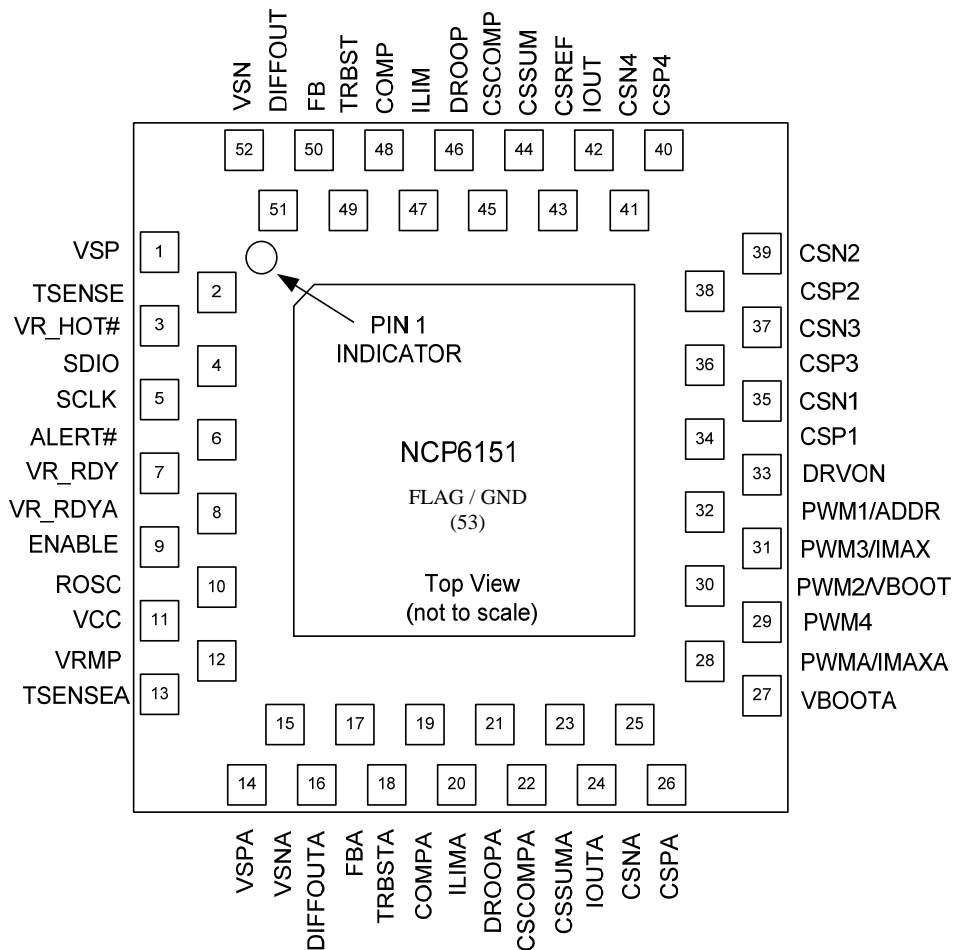 VSN
DIFFOUT
FB
TRBST
COMP
ILIM
DROOP
CSCOMP
CSSUM
CSREF
IOUT
CSN4
CSP4
52
50
48
46
44
42
40
51
49
47
45
43
41
VSP
1
TSENSE
2
VR_HOT#
3
SDIO
4
SCLK
5
ALERT#
6
VR_RDY
7
VR_RDYA
8
ENABLE
9
ROSC
10
VCC
11
VRMP
12
TSENSEA
13
PIN 1
INDICATOR
NCP6151
FLAG / GND
(53)
Top View
(not to scale)
39
CSN2
38
CSP2
37
CSN3
36
CSP3
35
CSN1
34
CSP1
33
DRVON
32
PWM1/ADDR
31
PWM3/IMAX
30
PWM2/VBOOT
29
PWM4
28
PWMA/IMAXA
27
VBOOTA
15
17
19
21
23
25
14
16
18
20
22
24
26
VSPA
VSNA
DIFFOUTA
FBA
TRBSTA
COMPA
ILIMA
DROOPA
CSCOMPA
CSSUMA
IOUTA
CSNA
CSPA